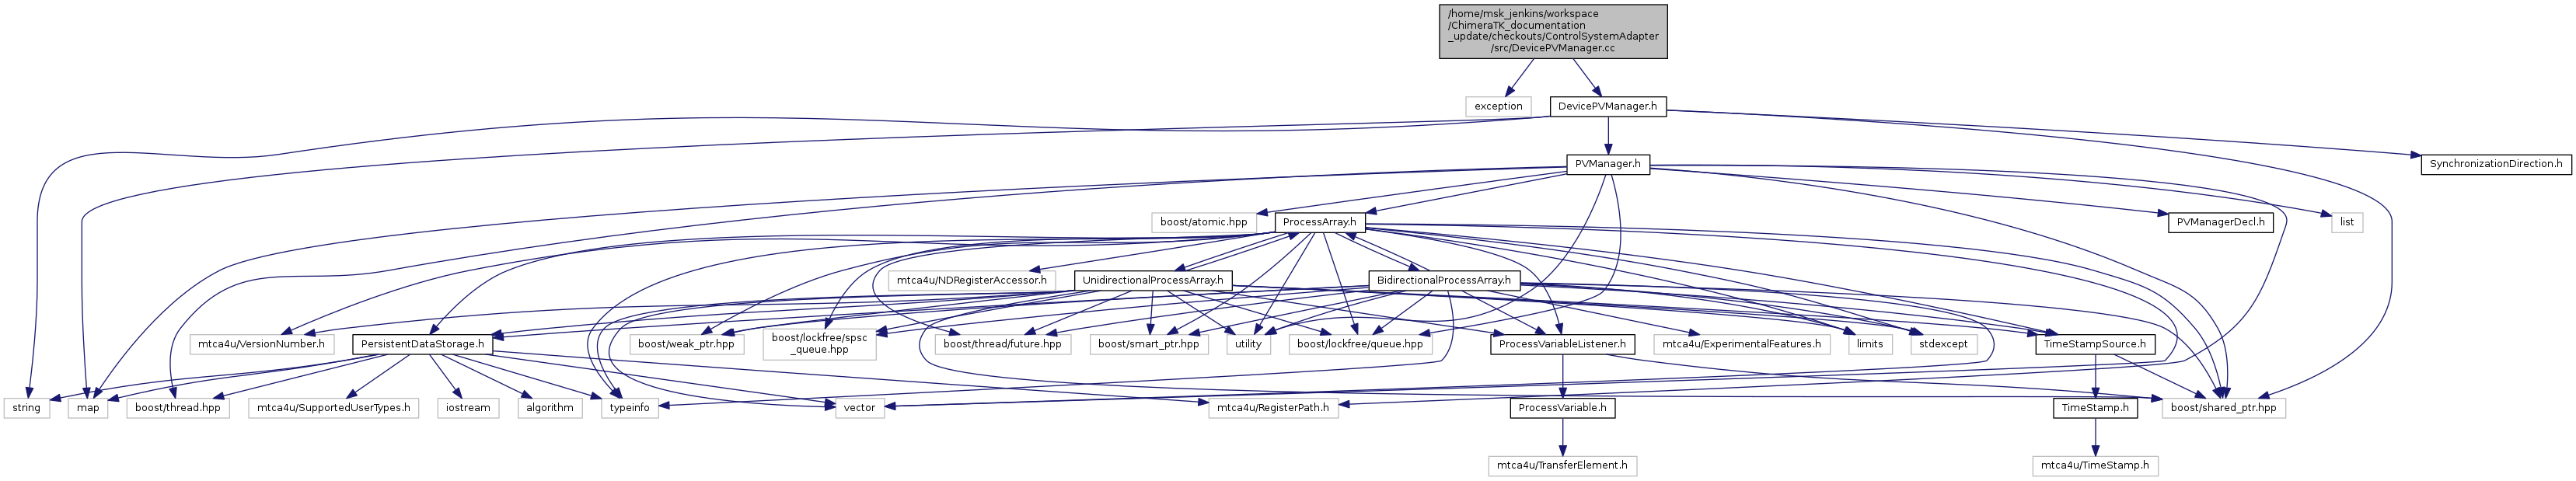 /home/msk_jenkins/workspace
/ChimeraTK_documentation
_update/checkouts/ControlSystemAdapter
/src/DevicePVManager.cc
exception
DevicePVManager.h
PVManager.h
SynchronizationDirection.h
boost/atomic.hpp
ProcessArray.h
PVManagerDecl.h
list
mtca4u/NDRegisterAccessor.h
UnidirectionalProcessArray.h
BidirectionalProcessArray.h
mtca4u/VersionNumber.h
PersistentDataStorage.h
boost/weak_ptr.hpp
boost/lockfree/spsc
_queue.hpp
boost/thread/future.hpp
boost/smart_ptr.hpp
utility
boost/lockfree/queue.hpp
ProcessVariableListener.h
mtca4u/ExperimentalFeatures.h
limits
stdexcept
TimeStampSource.h
string
map
boost/thread.hpp
mtca4u/SupportedUserTypes.h
iostream
algorithm
typeinfo
vector
mtca4u/RegisterPath.h
ProcessVariable.h
TimeStamp.h
boost/shared_ptr.hpp
mtca4u/TransferElement.h
mtca4u/TimeStamp.h